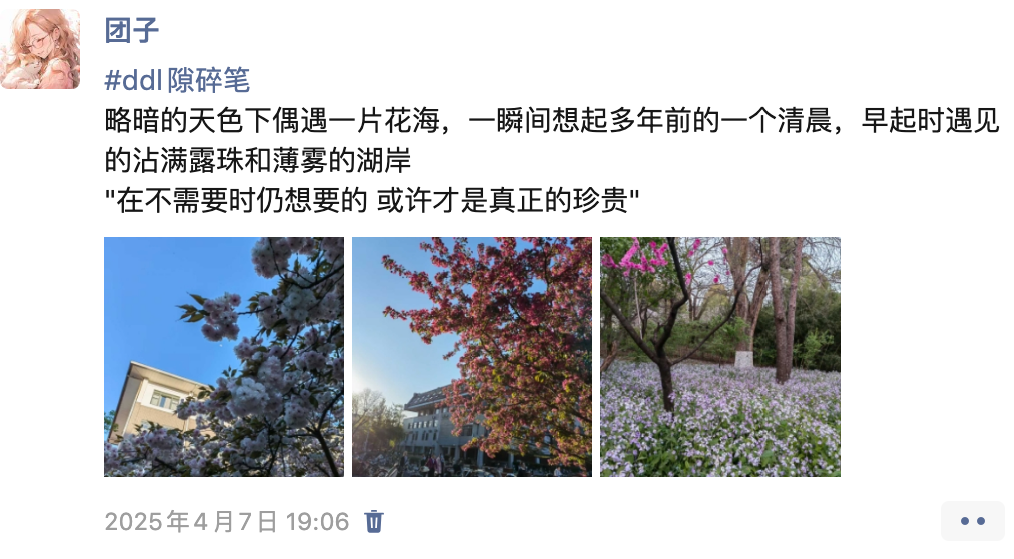 团子
#ddl隙碎笔
略暗的天色下偶遇一片花海，一瞬间想起多年前的一个清晨，早起时遇见
的沾满露珠和薄雾的湖岸
"在不需要时仍想要的 或许才是真正的珍贵"
2025年4月7日 19:06